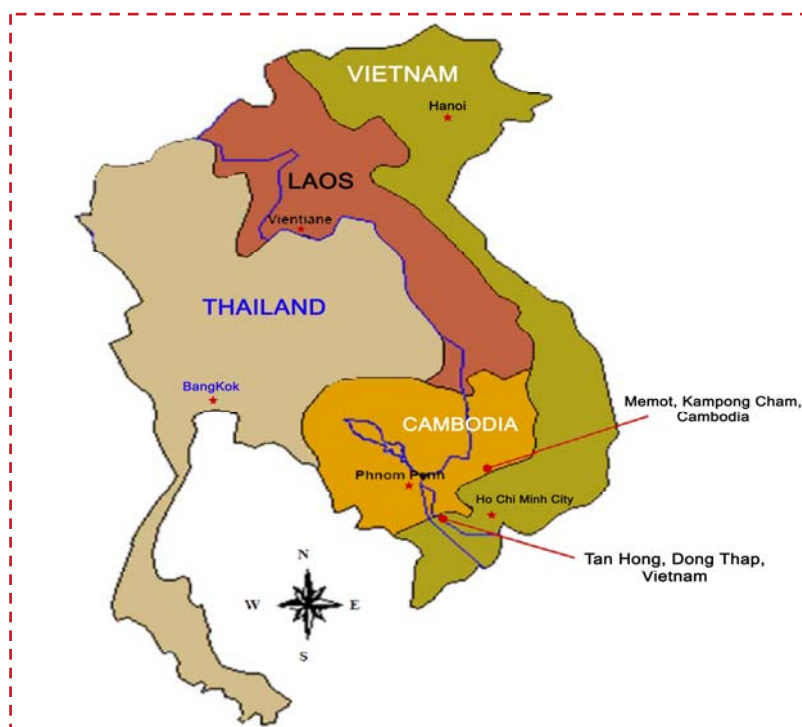 VIETNAM
Hanoi
LAOS
Vientiane
THAILAND
BangKok
CAMBODIA
Memot, Kampong Cham,
Cambodia
Phnom Penh
Ho Chi Minh City
Tan Hong, Dong Thap,
Vietnam
N
W
E
S